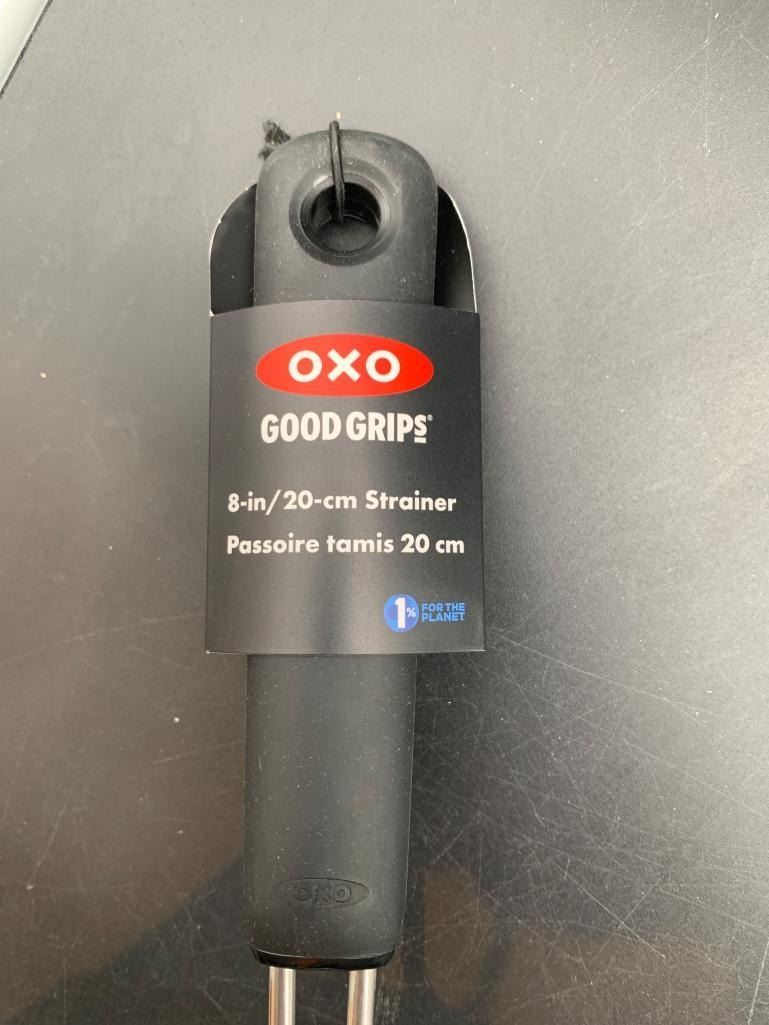 OXO
GOOD GRIPS®
8-in/20-cm Strainer
Passoire tamis 20 cm
1% FOR THE
PLANET
OXO